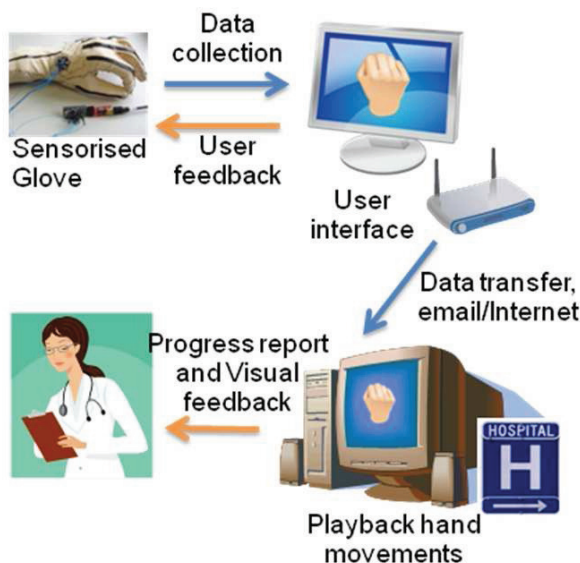 Data
collection
User
feedback
Sensorised
Glove
User
interface
Data transfer,
email/Internet
Progress report
and Visual
feedback
HOSPITAL
H
Playback hand
movements